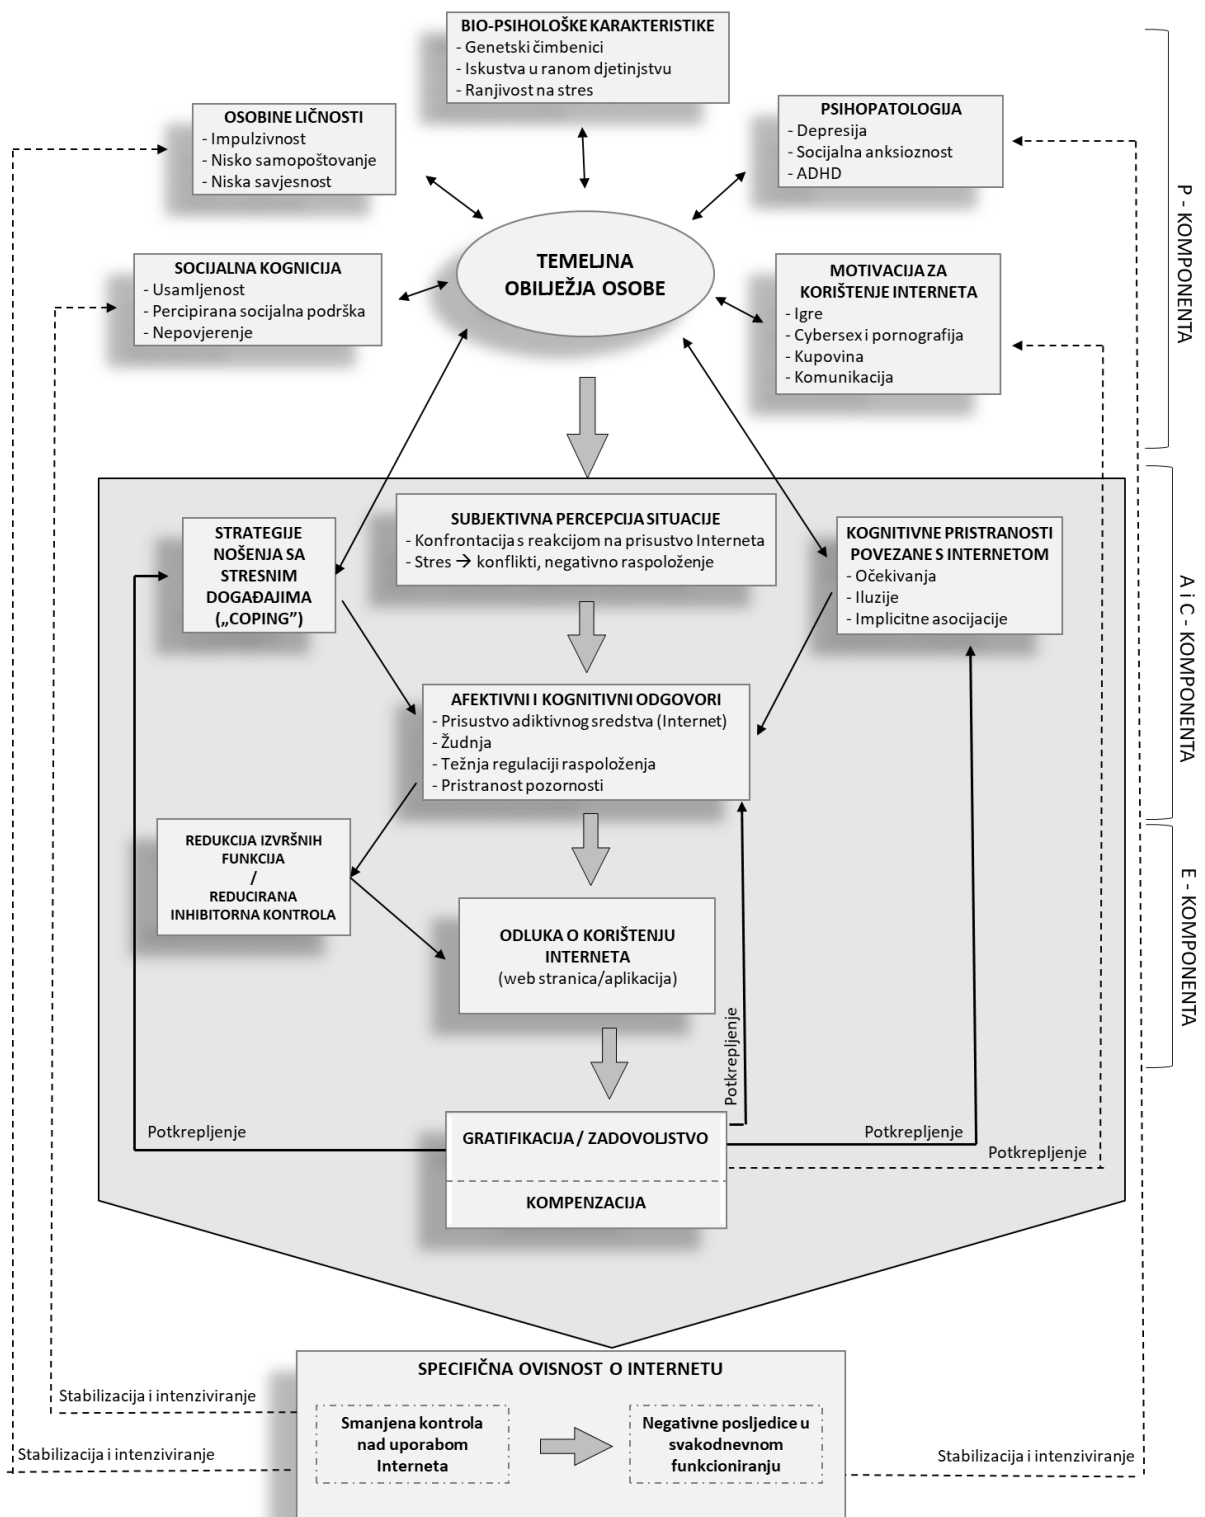 BIO-PSIHOLOŠKE KARAKTERISTIKE
- Genetski čimbenici
- Iskustva u ranom djetinjstvu
- Ranjivost na stres
OSOBINE LIČNOSTI
- Impulzivnost
- Nisko samopoštovanje
- Niska savjesnost
PSIHOPATOLOGIJA
- Depresija
- Socijalna anksioznost
- ADHD
SOCIJALNA KOGNICIJA
- Usamljenost
- Percipirana socijalna podrška
- Nepovjerenje
TEMELJNA
OBILJEŽJA OSOBE
MOTIVACIJA ZA
KORIŠTENJE INTERNETA
- Igre
- Cybersex i pornografija
- Kupovina
- Komunikacija
P - KOMPONENTA
STRATEGIJE
NOŠENJA SA
STRESNIM
DOGAĐAJIMA
(„COPING”)
SUBJEKTIVNA PERCEPCIJA SITUACIJE
- Konfrontacija s reakcijom na prisustvo Interneta
- Stres → konflikti, negativno raspoloženje
KOGNITIVNE PRISTRANOSTI
POVEZANE S INTERNETOM
- Očekivanja
- Iluzije
- Implicitne asocijacije
AFEKTIVNI I KOGNITIVNI ODGOVORI
- Prisustvo adiktivnog sredstva (Internet)
- Žudnja
- Težnja regulaciji raspoloženja
- Pristranost pozornosti
A i C - KOMPONENTA
REDUKCIJA IZVRŠNIH
FUNKCIJA
/
REDUCIRANA
INHIBITORNA KONTROLA
ODLUKA O KORIŠTENJU
INTERNETA
(web stranica/aplikacija)
E - KOMPONENTA
Potkrepljenje
Potkrepljenje
GRATIFIKACIJA / ZADOVOLJSTVO
Potkrepljenje
Potkrepljenje
KOMPENZACIJA
SPECIFIČNA OVISNOST O INTERNETU
Stabilizacija i intenziviranje
Smanjena kontrola
nad uporabom
Interneta
Negativne posljedice u
svakodnevnom
funkcioniranju
Stabilizacija i intenziviranje
Stabilizacija i intenziviranje